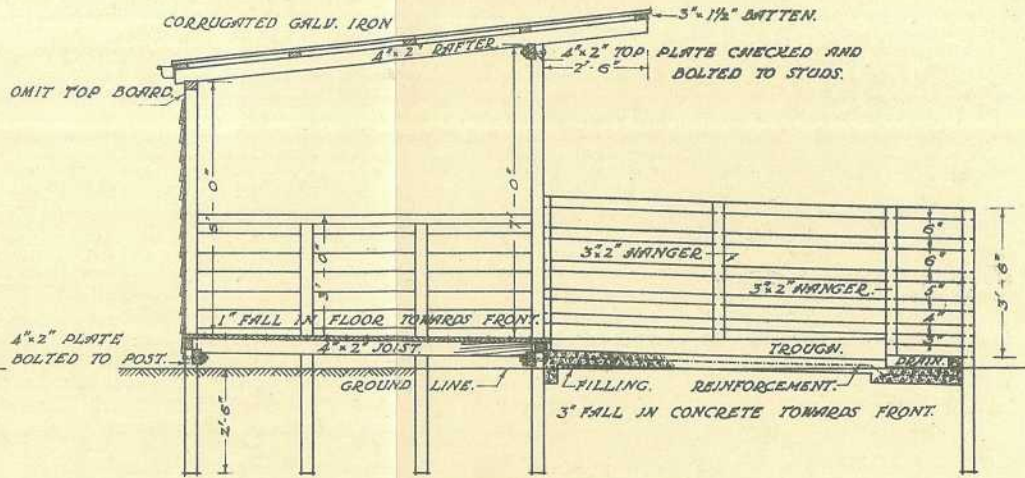 CORRUGATED GALV. IRON
3"x 1½" BATTEN.
4"x 2" RAFTER.
4"x 2" TOP PLATE CHECKED AND
BOLTED TO STUDS.
2'- 6"
OMIT TOP BOARD.
5'- 0"
7'- 0"
3'- 0"
3"x 2" HANGER
3"x 2" HANGER.
6"
6"
5"
4"
3'- 6"
1" FALL IN FLOOR TOWARDS FRONT.
4"x 2" PLATE
BOLTED TO POST.
4"x 2" JOIST.
TROUGH.
DRAIN.
GROUND LINE.
FILLING.
REINFORCEMENT.
3" FALL IN CONCRETE TOWARDS FRONT.
2'-6"